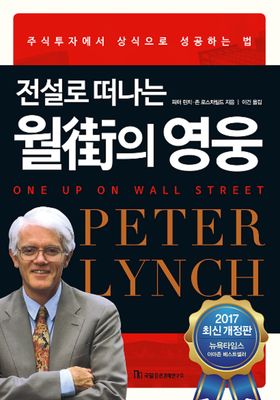 주식투자에서 상식으로 성공하는 법
전설로 떠나는
월街의 영웅
피터 린치·존 로스차일드 지음 | 이건 옮김
ONE UP ON WALL STREET
PETER
LYNCH
2017
최신 개정판
뉴욕타임스
아마존 베스트셀러
국일증권경제연구소